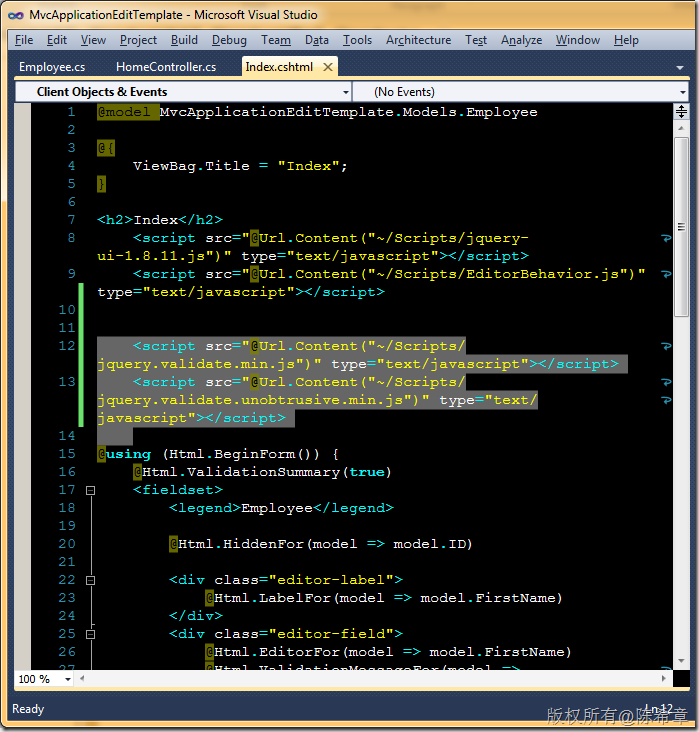 MvcApplicationEditTemplate - Microsoft Visual Studio
File Edit View Project Build Debug Team Data Tools Architecture Test Analyze Window Help
Employee.cs HomeController.cs Index.cshtml
Client Objects & Events (No Events)
1 @model MvcApplicationEditTemplate.Models.Employee
2
3 @{
4 ViewBag.Title = "Index";
5 }
6
7 <h2>Index</h2>
8 <script src="@Url.Content("~/Scripts/jquery-
ui-1.8.11.js")" type="text/javascript"></script>
9 <script src="@Url.Content("~/Scripts/EditorBehavior.js")"
type="text/javascript"></script>
10
11
12 <script src="@Url.Content("~/Scripts/
jquery.validate.min.js")" type="text/javascript"></script>
13 <script src="@Url.Content("~/Scripts/
jquery.validate.unobtrusive.min.js")" type="text/
javascript"></script>
14
15 @using (Html.BeginForm()) {
16 @Html.ValidationSummary(true)
17 <fieldset>
18 <legend>Employee</legend>
19
20 @Html.HiddenFor(model => model.ID)
21
22 <div class="editor-label">
23 @Html.LabelFor(model => model.FirstName)
24 </div>
25 <div class="editor-field">
26 @Html.EditorFor(model => model.FirstName)
27 @Html.ValidationMessageFor(model =>
100 %
Ready Ln 12
版权所有@陈希章